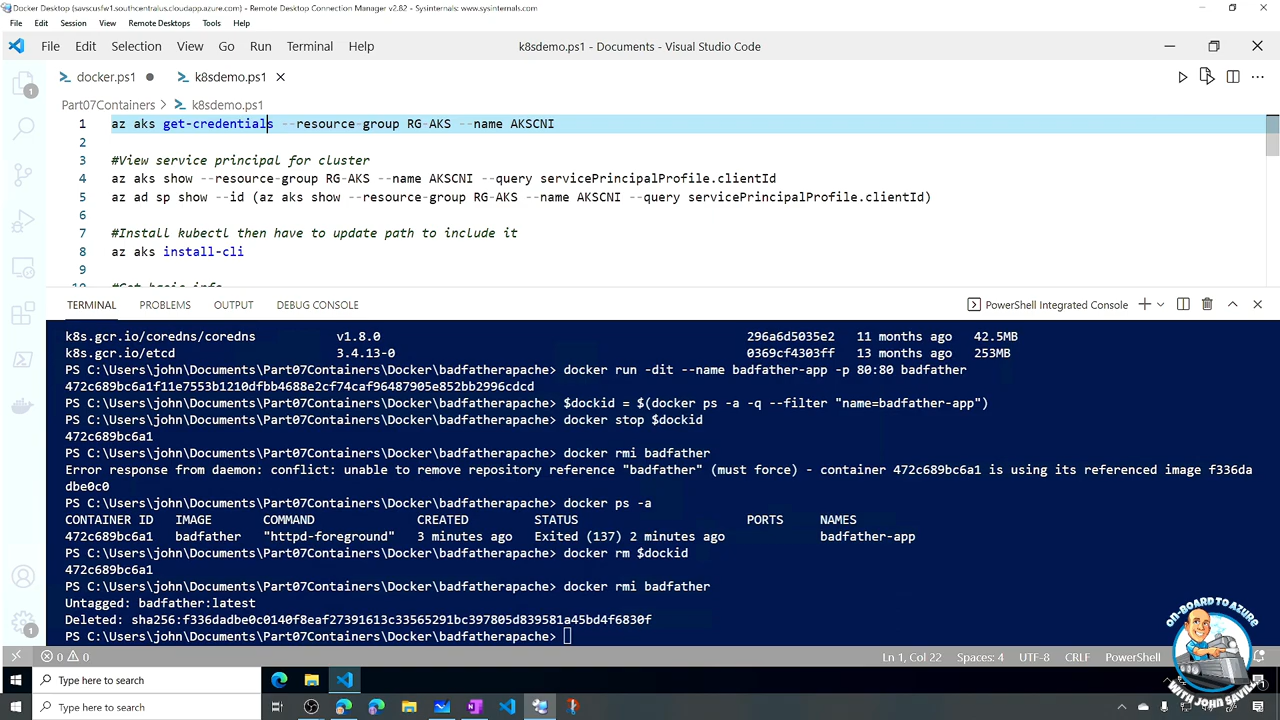 Docker Desktop (savscusfw1.southcentralus.cloudapp.azure.com) - Remote Desktop Connection Manager v2.82 - Sysinternals: www.sysinternals.com
File Edit Session View Remote Desktops Tools Help
File Edit Selection View Go Run Terminal Help k8sdemo.ps1 - Documents - Visual Studio Code
docker.ps1 k8sdemo.ps1
Part07Containers > k8sdemo.ps1
1 az aks get-credentials --resource-group RG-AKS --name AKSCNI
2
3 #View service principal for cluster
4 az aks show --resource-group RG-AKS --name AKSCNI --query servicePrincipalProfile.clientId
5 az ad sp show --id (az aks show --resource-group RG-AKS --name AKSCNI --query servicePrincipalProfile.clientId)
6
7 #Install kubectl then have to update path to include it
8 az aks install-cli
9
10 #Get basic info
TERMINAL PROBLEMS OUTPUT DEBUG CONSOLE PowerShell Integrated Console
k8s.gcr.io/coredns/coredns v1.8.0 296a6d5035e2 11 months ago 42.5MB
k8s.gcr.io/etcd 3.4.13-0 0369cf4303ff 13 months ago 253MB
PS C:\Users\john\Documents\Part07Containers\Docker\badfatherapache> docker run -dit --name badfather-app -p 80:80 badfather
472c689bc6a1f11e7553b1210dfbb4688e2cf74caf96487905e852bb2996cdcd
PS C:\Users\john\Documents\Part07Containers\Docker\badfatherapache> $dockid = $(docker ps -a -q --filter "name=badfather-app")
PS C:\Users\john\Documents\Part07Containers\Docker\badfatherapache> docker stop $dockid
472c689bc6a1
PS C:\Users\john\Documents\Part07Containers\Docker\badfatherapache> docker rmi badfather
Error response from daemon: conflict: unable to remove repository reference "badfather" (must force) - container 472c689bc6a1 is using its referenced image f336da
dbe0c0
PS C:\Users\john\Documents\Part07Containers\Docker\badfatherapache> docker ps -a
CONTAINER ID IMAGE COMMAND CREATED STATUS PORTS NAMES
472c689bc6a1 badfather "httpd-foreground" 3 minutes ago Exited (137) 2 minutes ago badfather-app
PS C:\Users\john\Documents\Part07Containers\Docker\badfatherapache> docker rm $dockid
472c689bc6a1
PS C:\Users\john\Documents\Part07Containers\Docker\badfatherapache> docker rmi badfather
Untagged: badfather:latest
Deleted: sha256:f336dadbe0c0140f8eaf27391613c33565291bc397805d839581a45bd4f6830f
PS C:\Users\john\Documents\Part07Containers\Docker\badfatherapache>
ON-BOARD TO AZURE
WITH JOHN SAVILL
0 0 Ln 1, Col 22 Spaces: 4 UTF-8 CRLF PowerShell
Type here to search
Type here to search